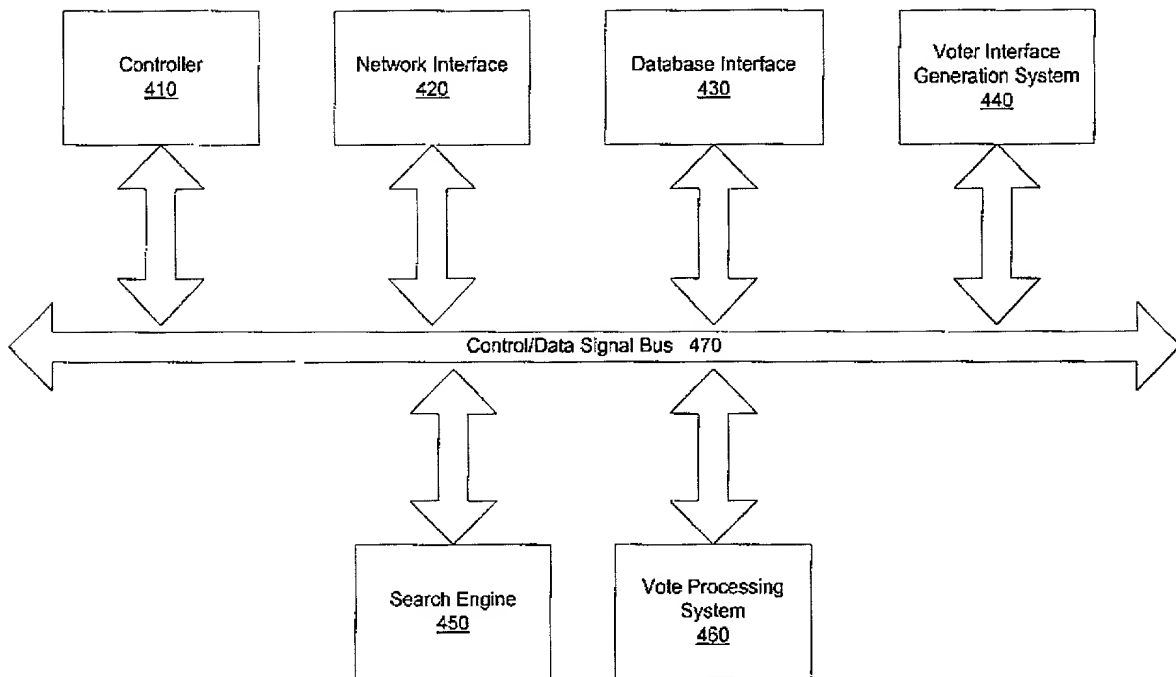 Controller
410
Network Interface
420
Database Interface
430
Voter Interface
Generation System
440
Control/Data Signal Bus 470
Search Engine
450
Vote Processing
System
460